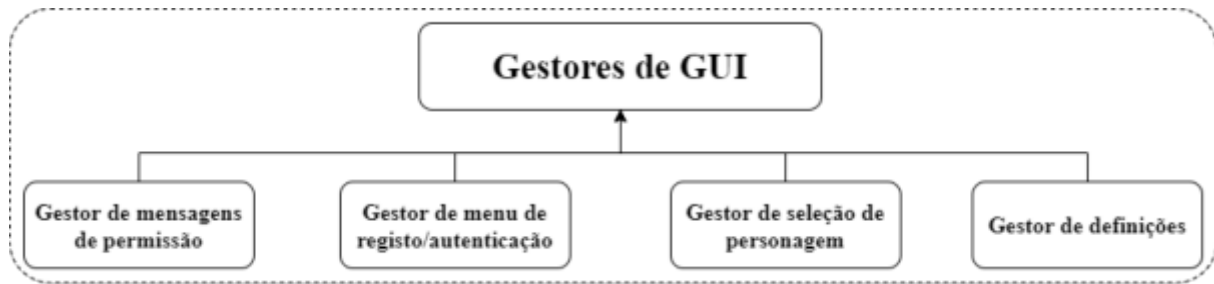 Gestores de GUI
Gestor de mensagens
de permissão
Gestor de menu de
registo/autenticação
Gestor de seleção de
personagem
Gestor de definições